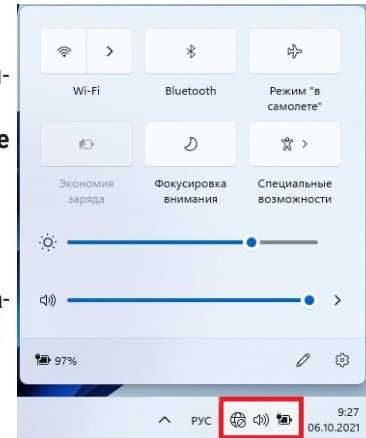 Wi-Fi
Bluetooth
Режим "в
самолете"
Экономия
заряда
Фокусировка
внимания
Специальные
возможности
97%
РУС
9:27
06.10.2021